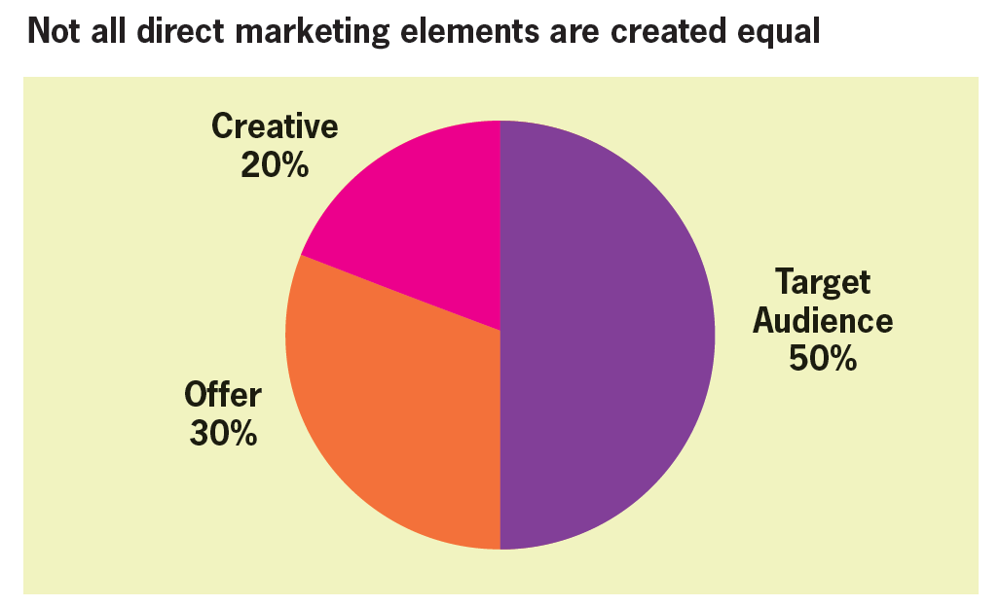 Not all direct marketing elements are created equal
Creative
20%
Target
Audience
50%
Offer
30%